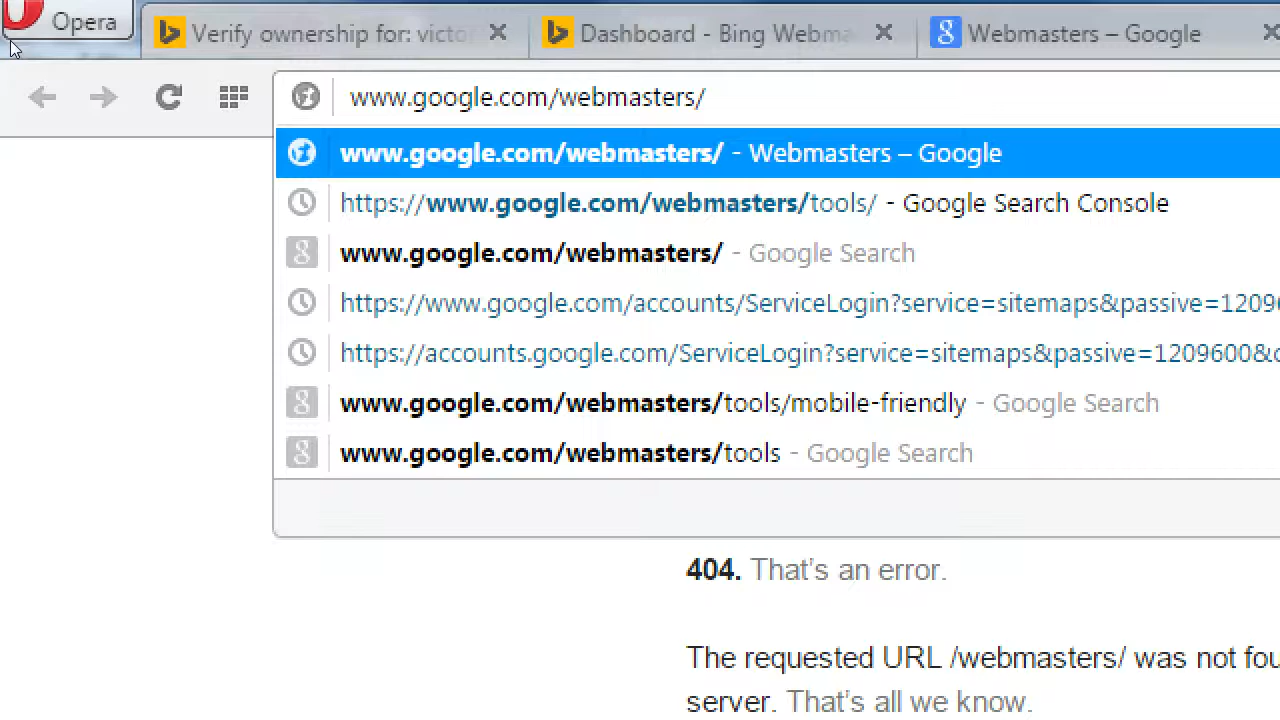 Opera
Verify ownership for: victo
Dashboard - Bing Webma
Webmasters – Google
www.google.com/webmasters/
www.google.com/webmasters/ - Webmasters – Google
https://www.google.com/webmasters/tools/ - Google Search Console
www.google.com/webmasters/ - Google Search
https://www.google.com/accounts/ServiceLogin?service=sitemaps&passive=1209
https://accounts.google.com/ServiceLogin?service=sitemaps&passive=1209600&c
www.google.com/webmasters/tools/mobile-friendly - Google Search
www.google.com/webmasters/tools - Google Search
404. That's an error.
The requested URL /webmasters/ was not fou
server. That's all we know.